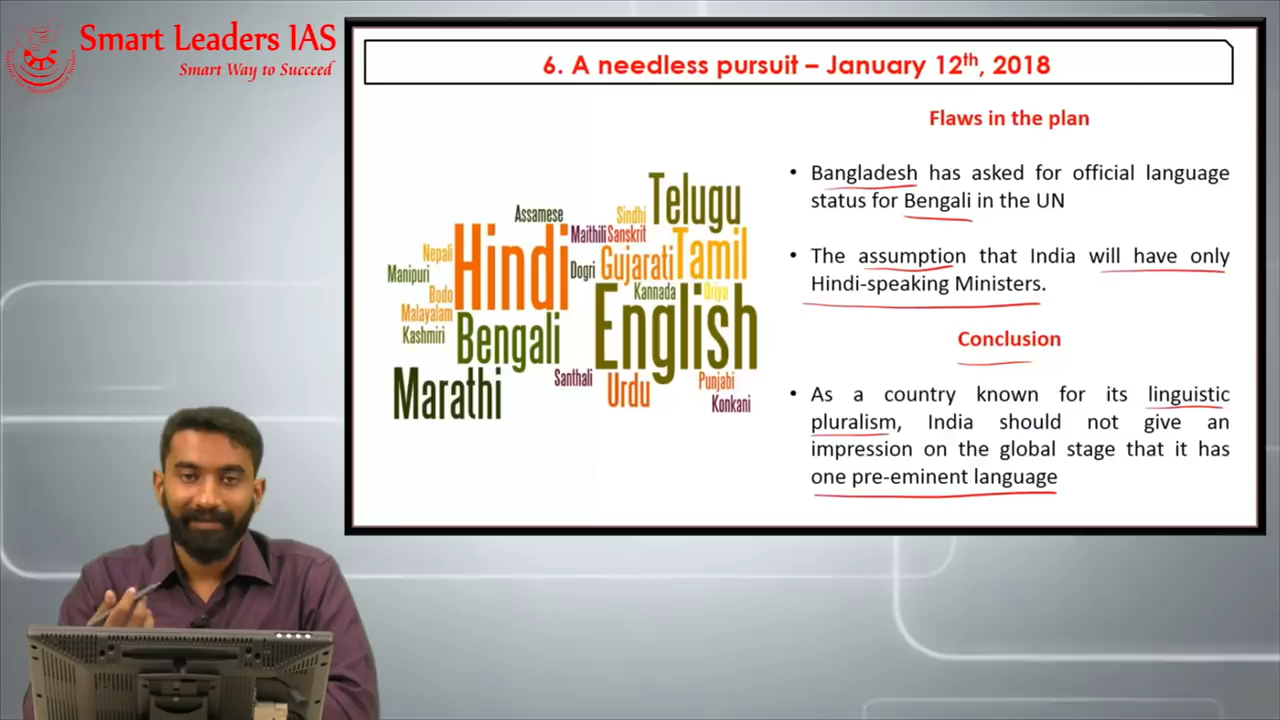 Smart Leaders IAS
Smart Way to Succeed
6. A needless pursuit – January 12th, 2018
Flaws in the plan
• Bangladesh has asked for official language
status for Bengali in the UN
• The assumption that India will have only
Hindi-speaking Ministers.
Conclusion
• As a country known for its linguistic
pluralism, India should not give an
impression on the global stage that it has
one pre-eminent language
Telugu
Assamese
Sindhi
Hindi
Maithili
Sanskrit
Tamil
Nepali
Gujarati
Manipuri
Dogri
Bodo
Kannada
Oriya
Malayalam
English
Kashmiri
Bengali
Marathi
Santhali
Urdu
Punjabi
Konkani